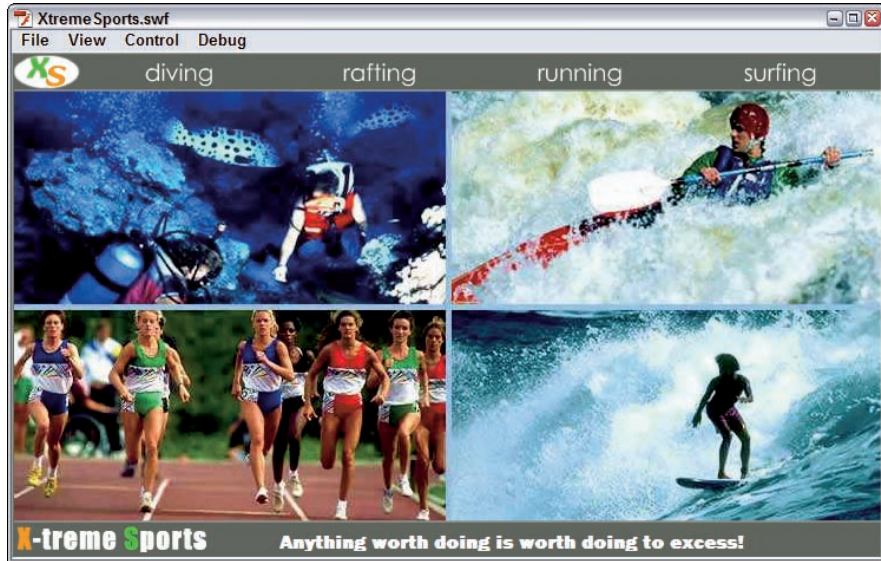 XtremeSports.swf
File View Control Debug
XS diving rafting running surfing
X-treme Sports Anything worth doing is worth doing to excess!